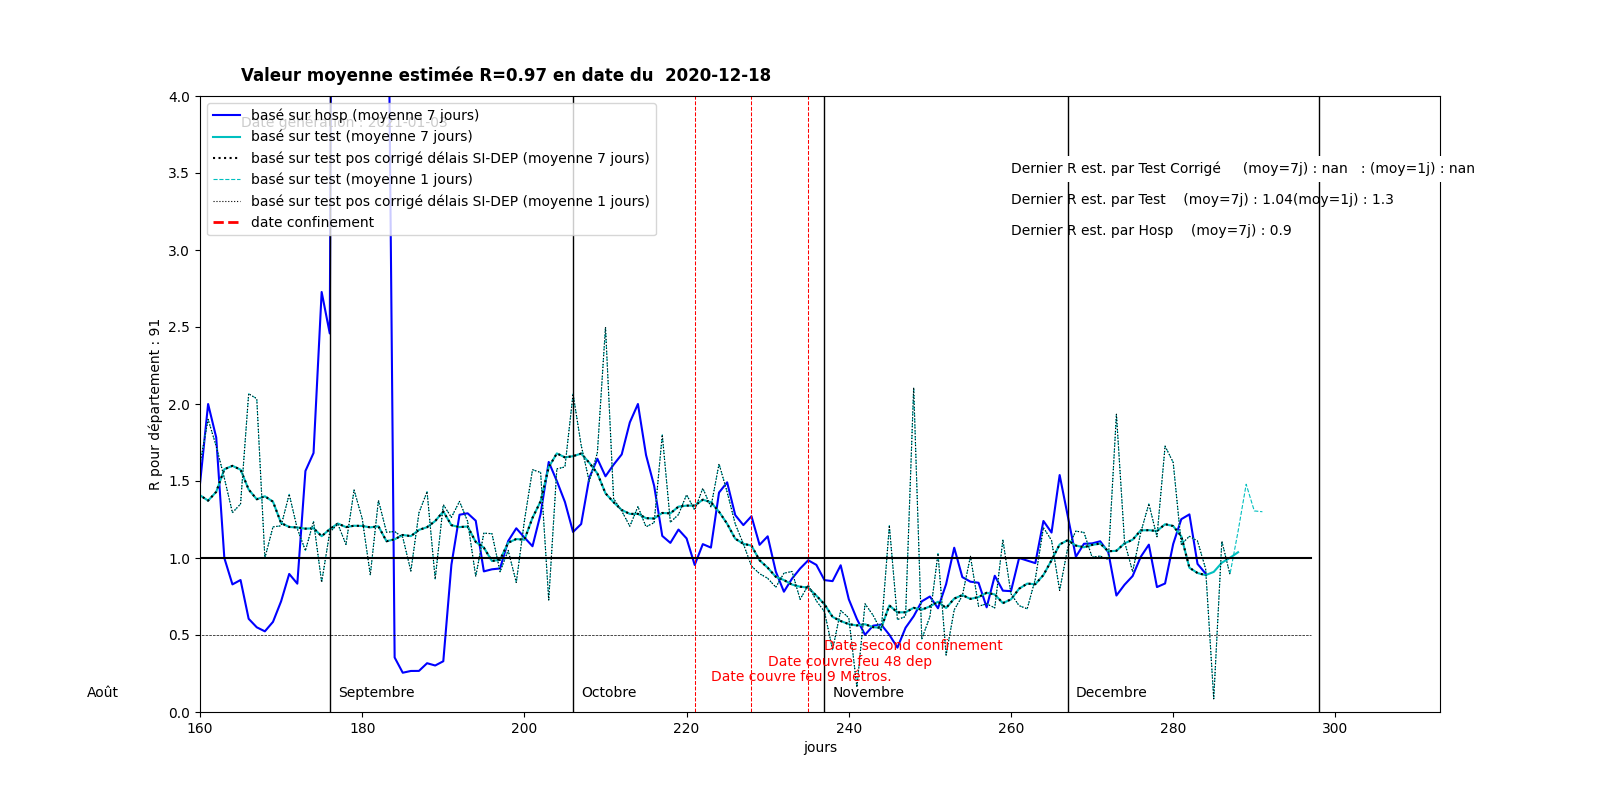 Valeur moyenne estimée R=0.97 en date du  2020-12-18
Date génération : 2021-01-03
basé sur hosp (moyenne 7 jours)
basé sur test (moyenne 7 jours)
basé sur test pos corrigé délais SI-DEP (moyenne 7 jours)
basé sur test (moyenne 1 jours)
basé sur test pos corrigé délais SI-DEP (moyenne 1 jours)
date confinement
Dernier R est. par Test Corrigé     (moy=7j) : nan   : (moy=1j) : nan
Dernier R est. par Test    (moy=7j) : 1.04(moy=1j) : 1.3
Dernier R est. par Hosp    (moy=7j) : 0.9
R pour département : 91
4.0
3.5
3.0
2.5
2.0
1.5
1.0
0.5
0.0
Date second confinement
Date couvre feu 48 dep
Date couvre feu 9 Métros.
Août
Septembre
Octobre
Novembre
Decembre
160 180 200 220 240 260 280 300
jours